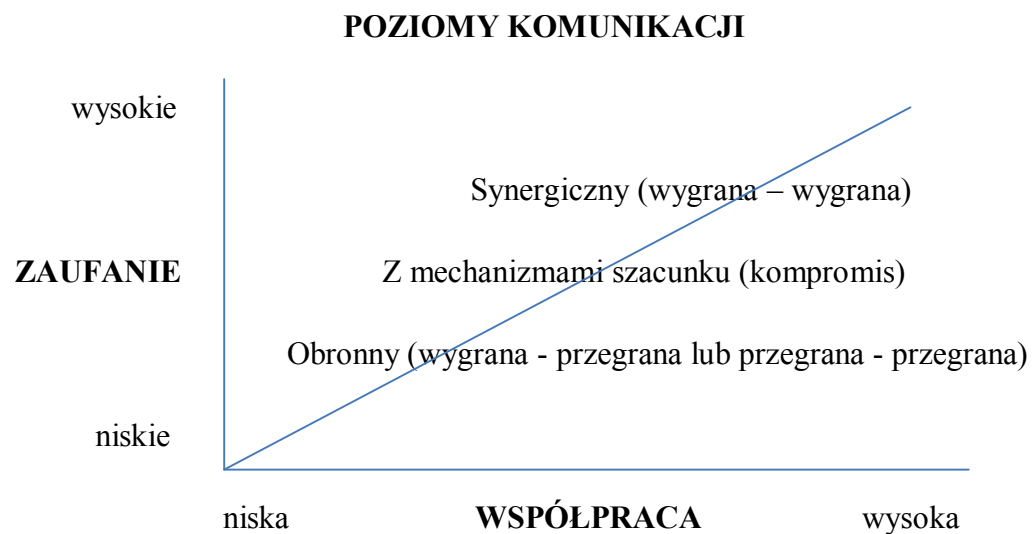 POZIOMY KOMUNIKACJI
wysokie
Synergiczny (wygrana – wygrana)
ZAUFANIE
Z mechanizmami szacunku (kompromis)
Obronny (wygrana - przegrana lub przegrana - przegrana)
niskie
niska
WSPÓŁPRACA
wysoka